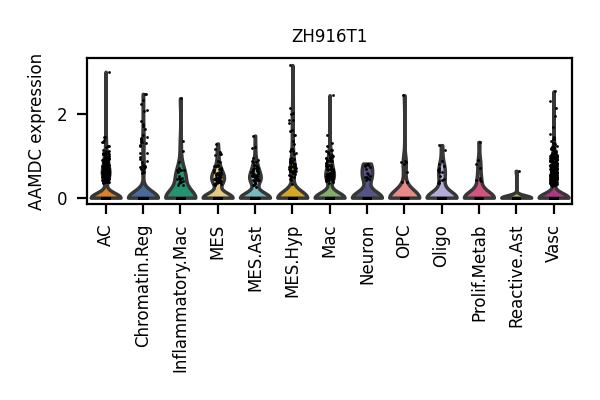 ZH916T1
AAMDC expression
2
0
AC
Chromatin.Reg
Inflammatory.Mac
MES
MES.Ast
MES.Hyp
Mac
Neuron
OPC
Oligo
Prolif.Metab
Reactive.Ast
Vasc